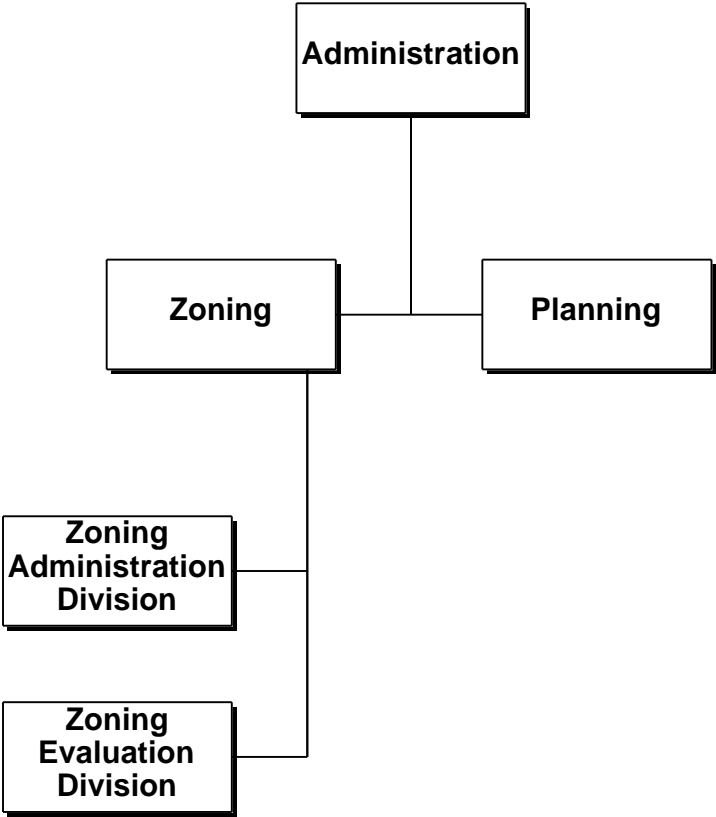 Administration
Zoning
Planning
Zoning
Administration
Division
Zoning
Evaluation
Division